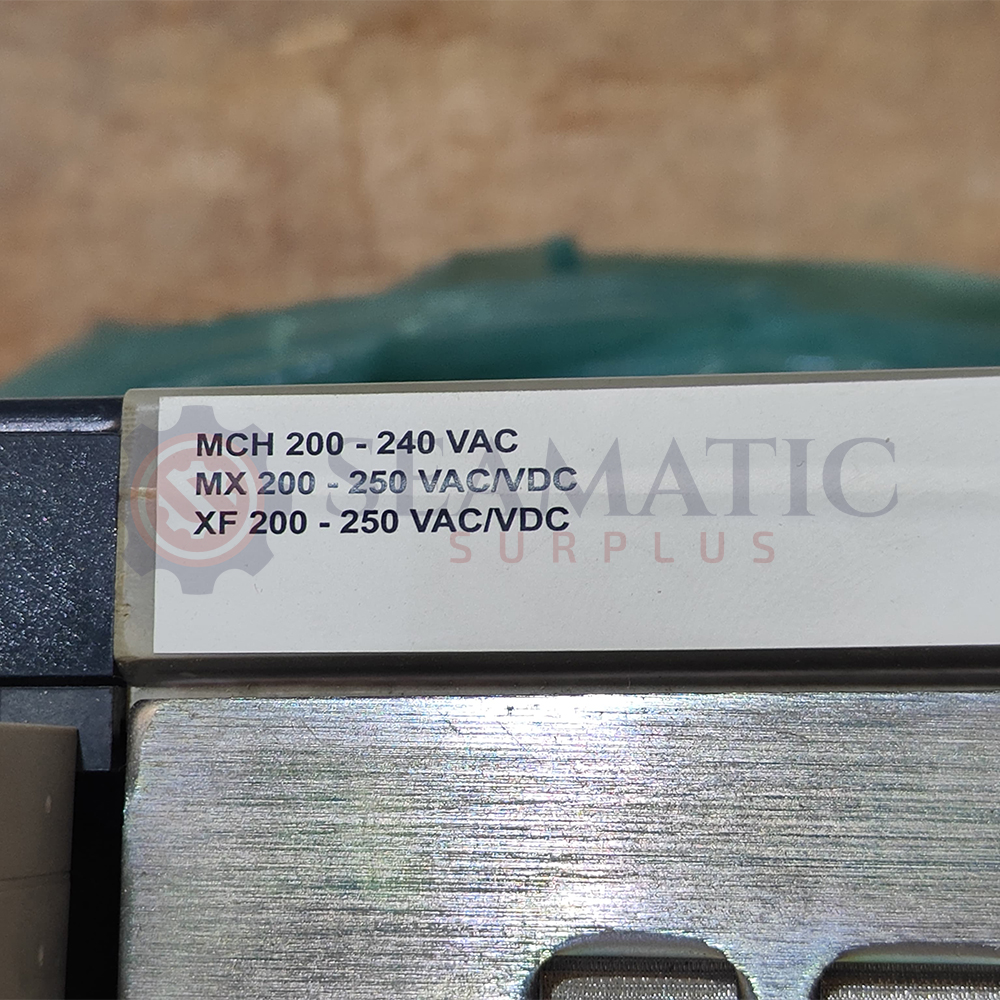 MCH 200 - 240 VAC
MX 200 - 250 VAC/VDC
XF 200 - 250 VAC/VDC
SEAMATIC
SURPLUS